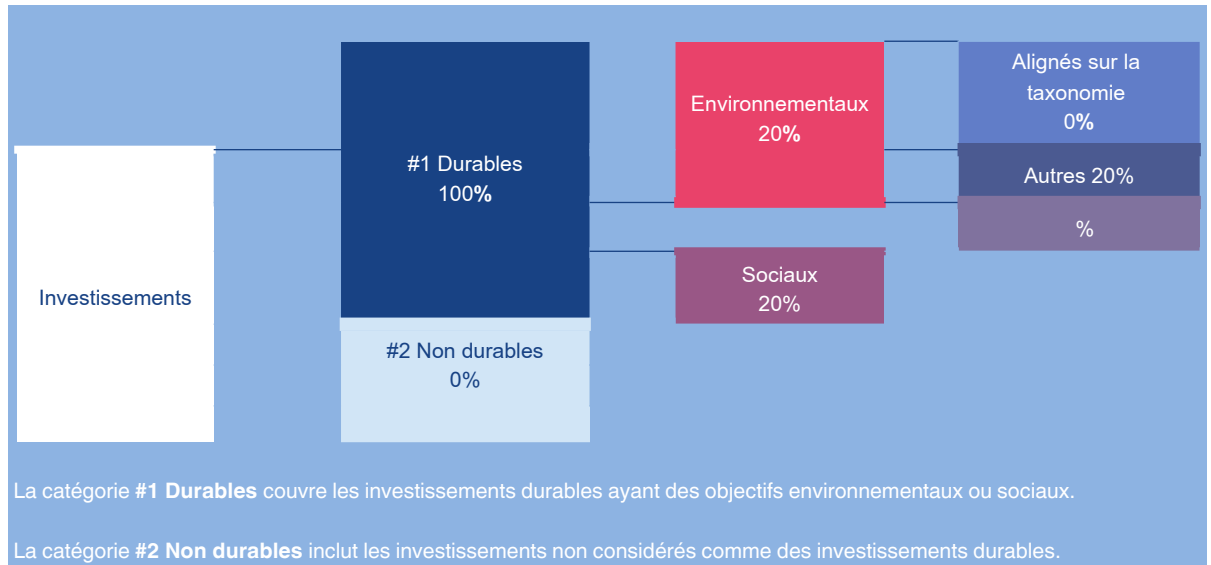 Investissements
#1 Durables
100%
#2 Non durables
0%
Environnementaux
20%
Sociaux
20%
Alignés sur la
taxonomie
0%
Autres 20%
%
La catégorie #1 Durables couvre les investissements durables ayant des objectifs environnementaux ou sociaux.
La catégorie #2 Non durables inclut les investissements non considérés comme des investissements durables.